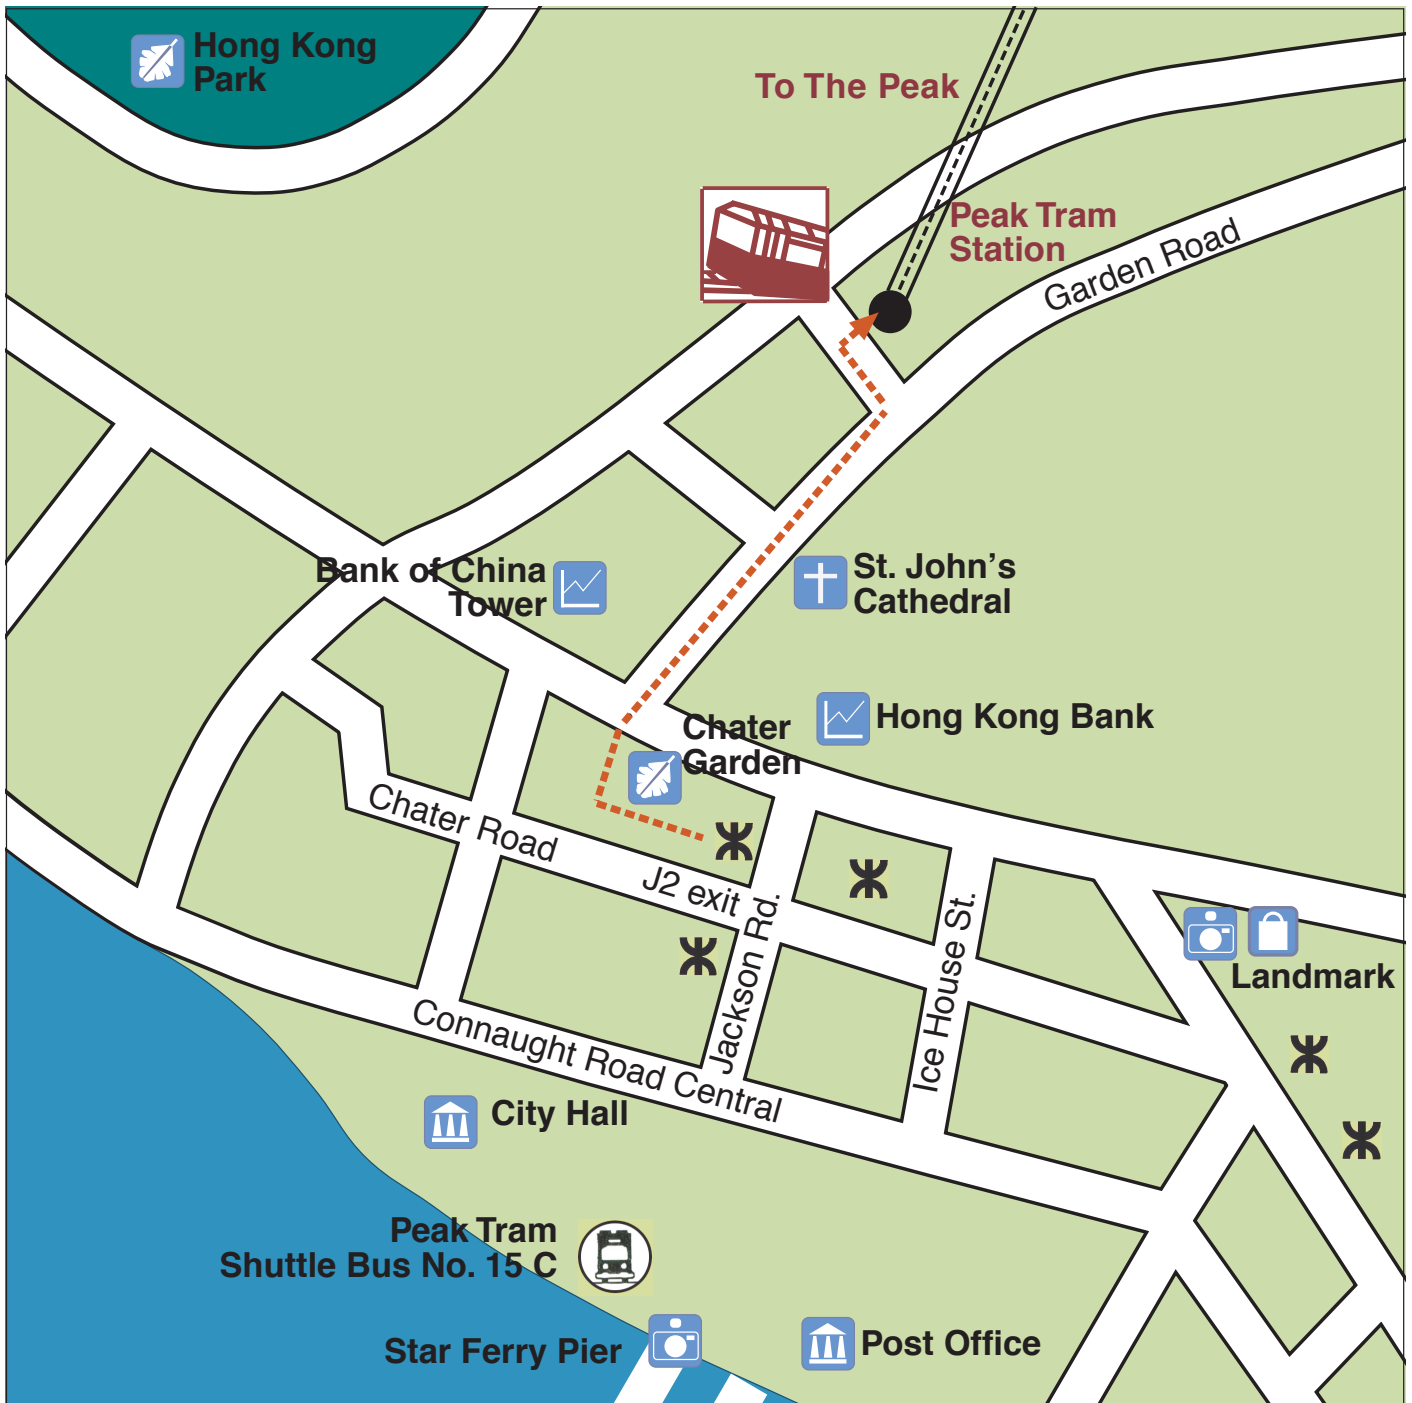 Hong Kong
Park
To The Peak
Peak Tram
Station
Garden Road
Bank of China
Tower
St. John’s
Cathedral
Chater
Garden
Hong Kong Bank
Chater Road
J2 exit
Jackson Rd.
Ice House St.
Landmark
Connaught Road Central
City Hall
Peak Tram
Shuttle Bus No. 15 C
Star Ferry Pier
Post Office